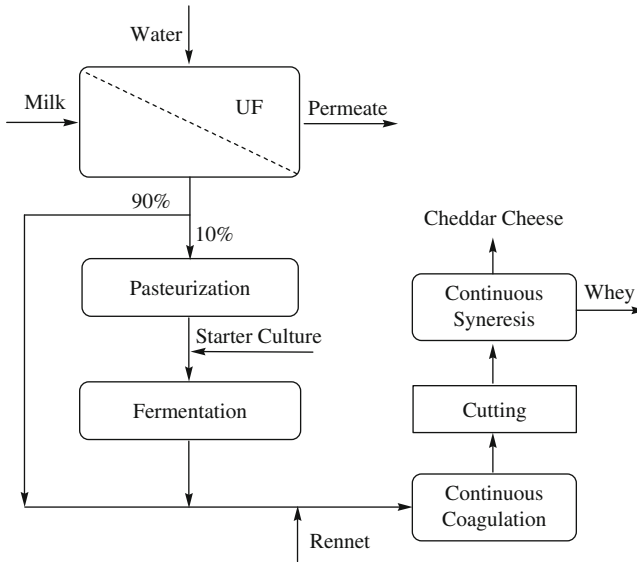 Water
Milk
UF
Permeate
90%
10%
Pasteurization
Starter Culture
Fermentation
Rennet
Cheddar Cheese
Continuous
Syneresis
Whey
Cutting
Continuous
Coagulation